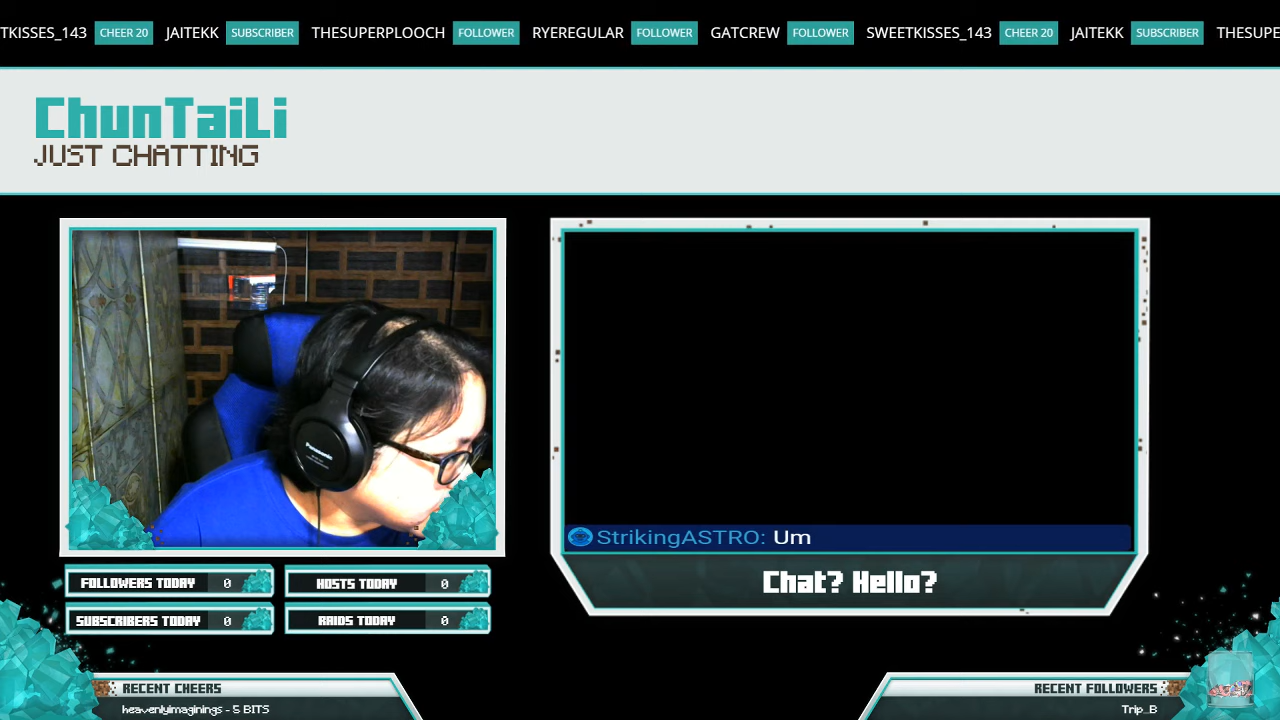 TKISSES_143 CHEER 20 JAITEKK SUBSCRIBER THESUPERPLOOCH FOLLOWER RYEREGULAR FOLLOWER GATCREW FOLLOWER SWEETKISSES_143 CHEER 20 JAITEKK SUBSCRIBER THESUPE
ChunTaiLi
JUST CHATTING
Panasonic
StrikingASTRO: Um
Chat? Hello?
FOLLOWERS TODAY 0
HOSTS TODAY 0
SUBSCRIBERS TODAY 0
RAIDS TODAY 0
RECENT CHEERS
heavenlyimaginings - 5 BITS
RECENT FOLLOWERS
Trip_B